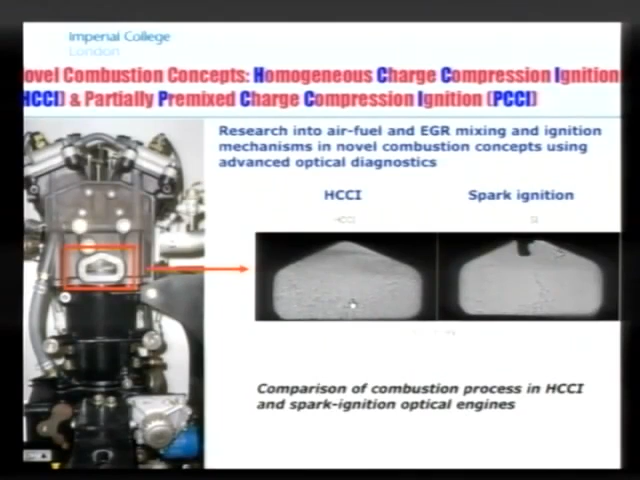 Imperial College
London
ovel Combustion Concepts: Homogeneous Charge Compression Ignition
HCCI) & Partially Premixed Charge Compression Ignition (PCCI)
Research into air-fuel and EGR mixing and ignition
mechanisms in novel combustion concepts using
advanced optical diagnostics
HCCI
Spark ignition
HCCI
SI
Comparison of combustion process in HCCI
and spark-ignition optical engines